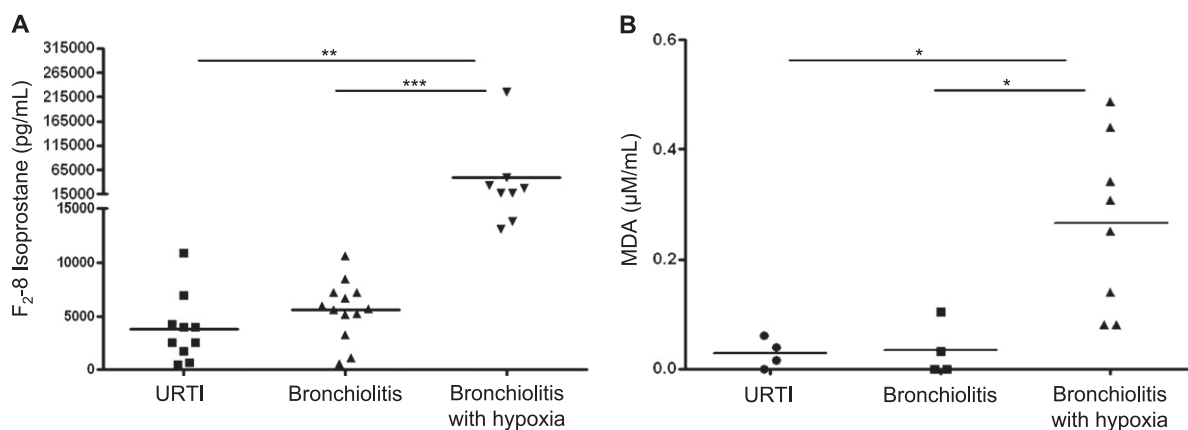 A
F₂-8 Isoprostane (pg/mL)
315000
265000
215000
165000
115000
65000
15000
15000
10000
5000
0
**
***
URTI
Bronchiolitis
Bronchiolitis
with hypoxia
B
MDA (µM/mL)
0.6
0.4
0.2
0.0
*
*
URTI
Bronchiolitis
Bronchiolitis
with hypoxia